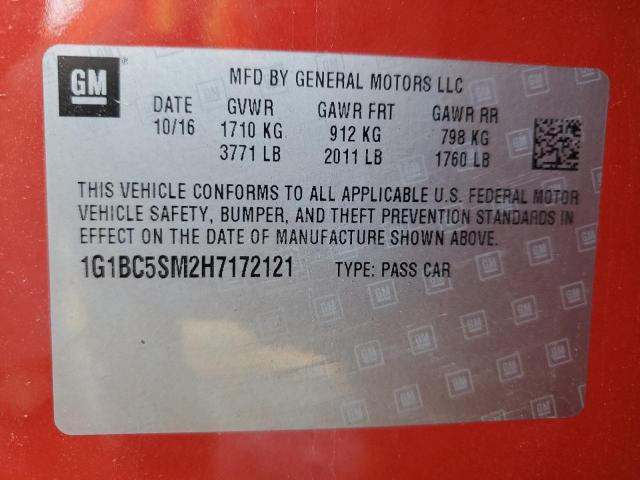 GM ®
MFD BY GENERAL MOTORS LLC
DATE GVWR GAWR FRT GAWR RR
10/16 1710 KG 912 KG 798 KG
3771 LB 2011 LB 1760 LB
THIS VEHICLE CONFORMS TO ALL APPLICABLE U.S. FEDERAL MOTOR
VEHICLE SAFETY, BUMPER, AND THEFT PREVENTION STANDARDS IN
EFFECT ON THE DATE OF MANUFACTURE SHOWN ABOVE.
1G1BC5SM2H7172121 TYPE: PASS CAR